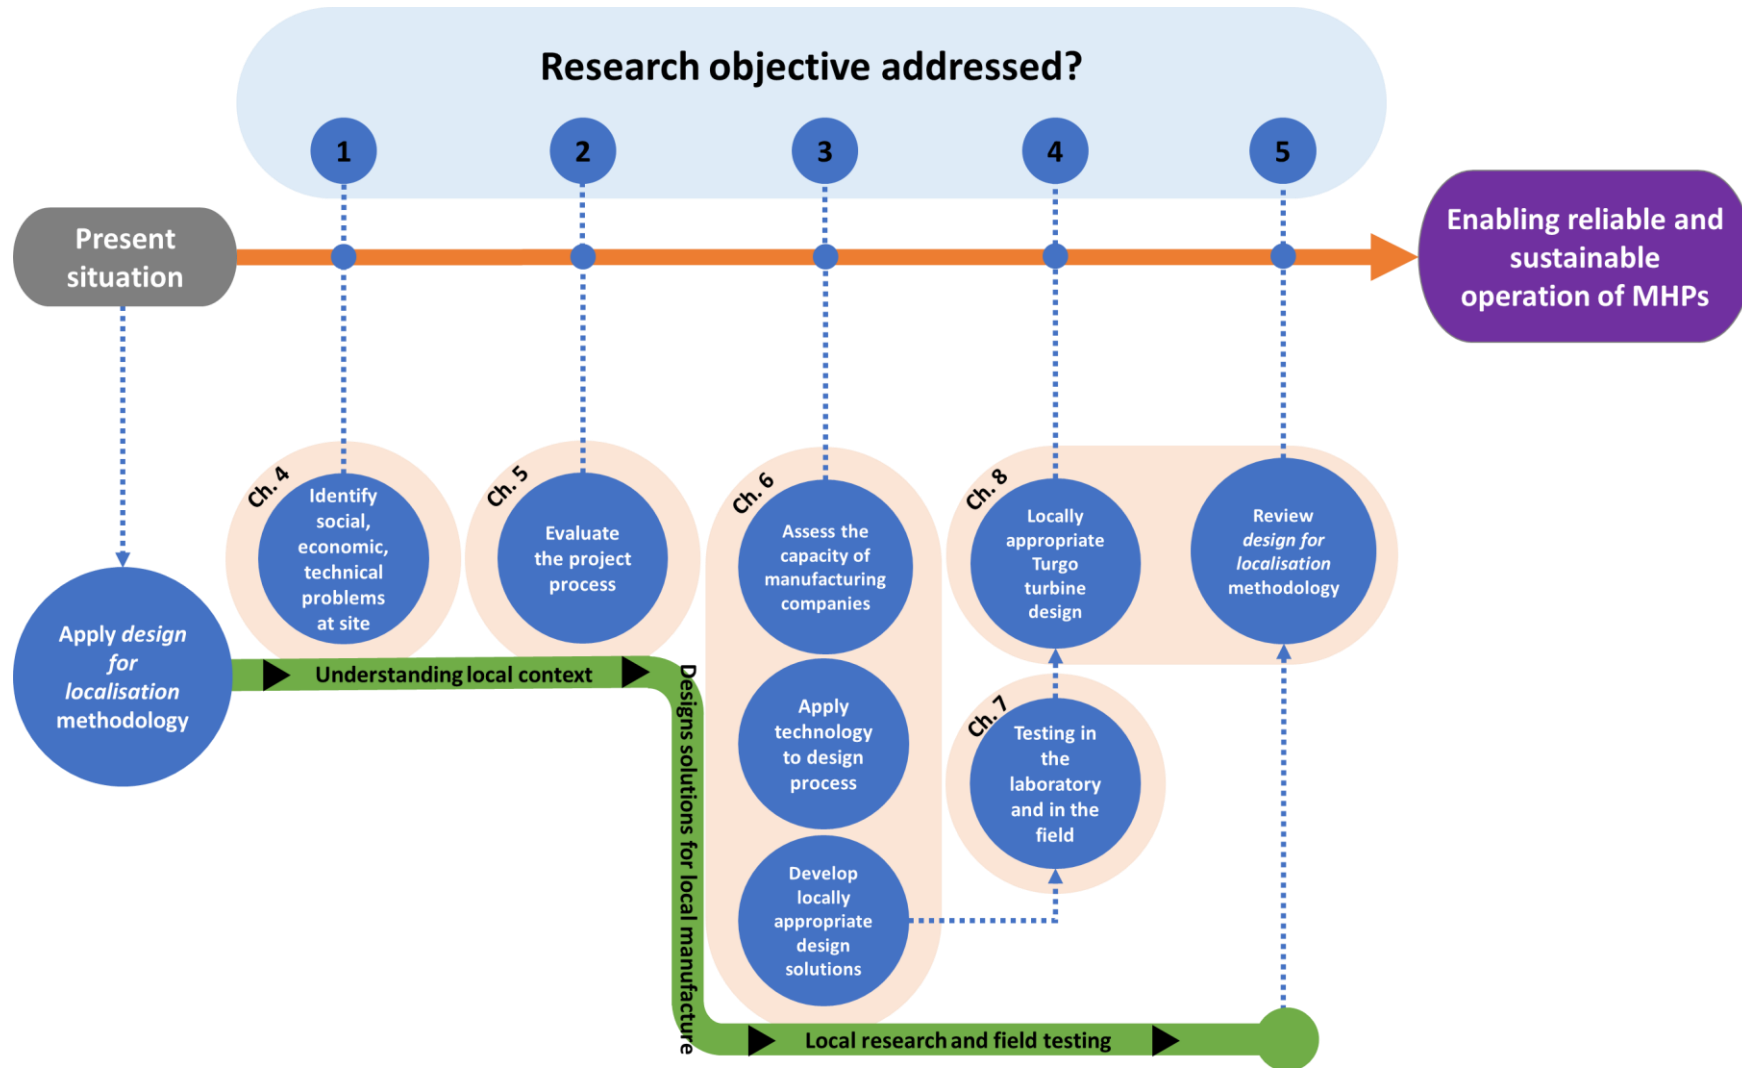 Research objective addressed?
1
2
3
4
5
Present
situation
Enabling reliable and
sustainable
operation of MHPs
Ch. 4
Identify
social,
economic,
technical
problems
at site
Ch. 5
Evaluate
the project
process
Ch. 6
Assess the
capacity of
manufacturing
companies
Apply
technology
to design
process
Develop
locally
appropriate
design
solutions
Ch. 8
Locally
appropriate
Turgo
turbine
design
Review
design for
localisation
methodology
Ch. 7
Testing in
the
laboratory
and in the
field
Apply design
for
localisation
methodology
Understanding local context
Designs solutions for local manufacture
Local research and field testing